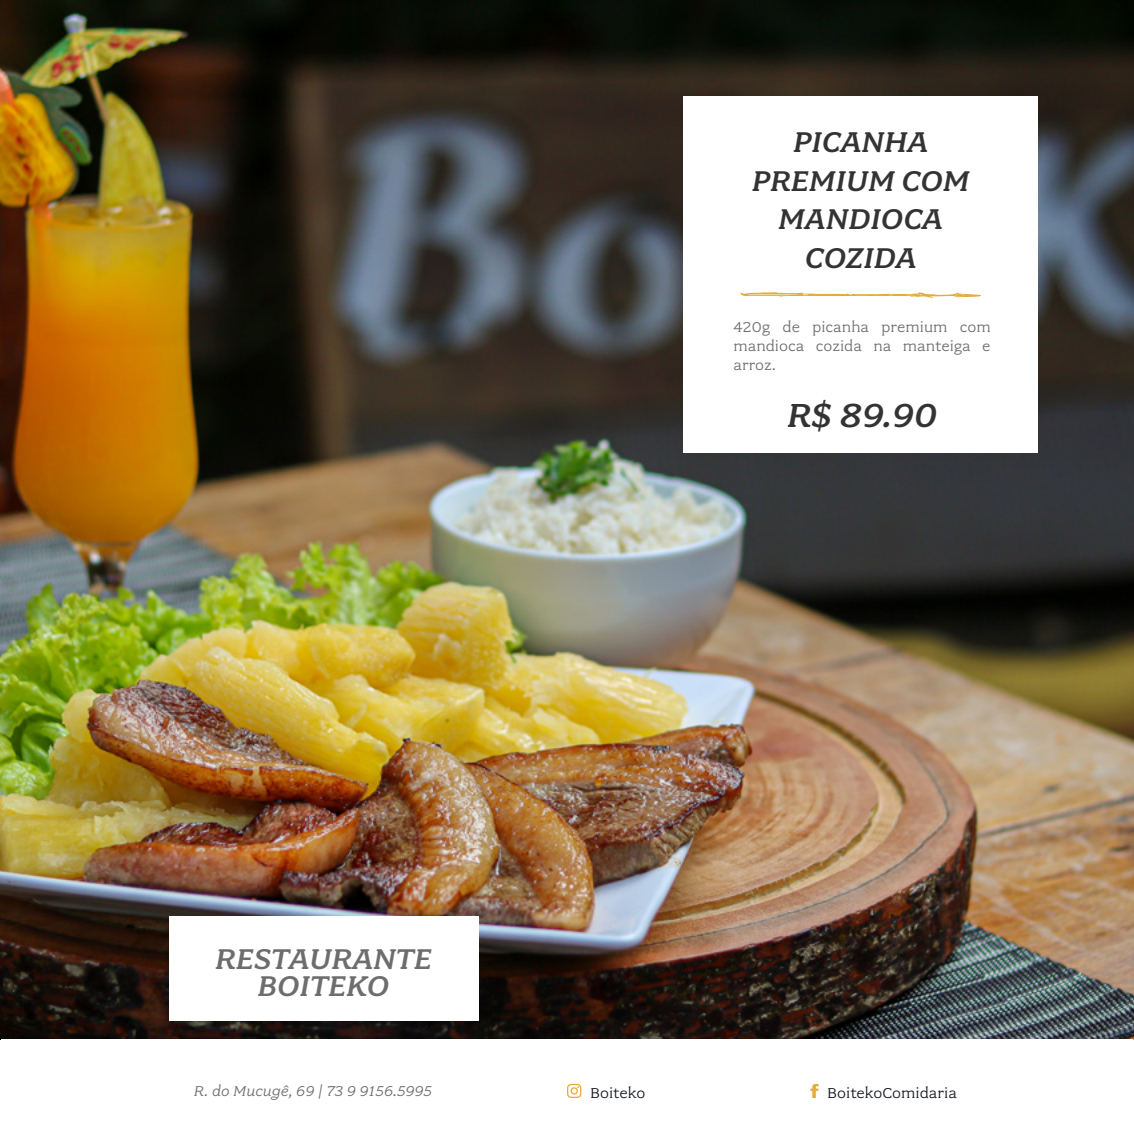 Bo
K
PICANHA
PREMIUM COM
MANDIOCA
COZIDA
420g de picanha premium com
mandioca cozida na manteiga e
arroz.
R$ 89.90
RESTAURANTE
BOITEKO
R. do Mucugê, 69 | 73 9 9156.5995
Boiteko
BoitekoComidaria